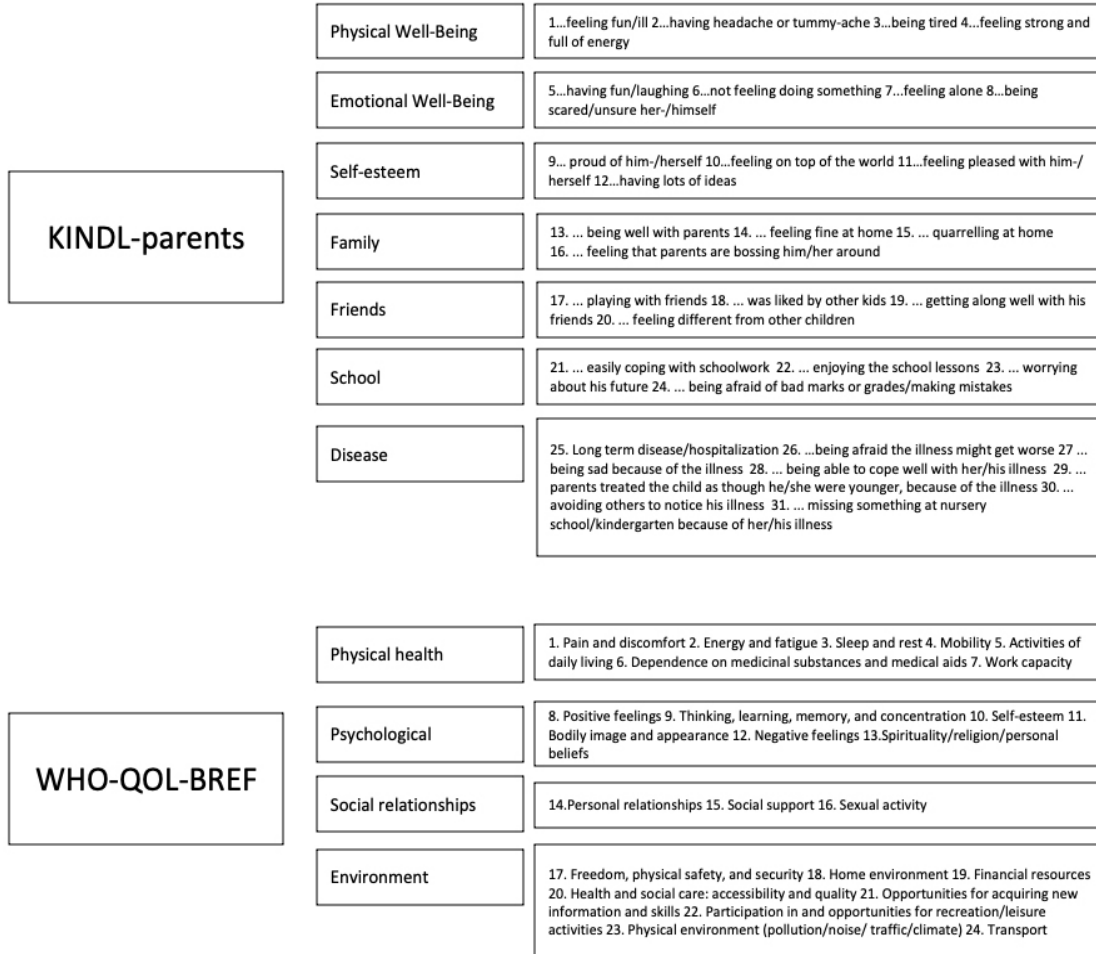 Physical Well-Being
1...feeling fun/ill 2...having headache or tummy-ache 3...being tired 4...feeling strong and
full of energy
Emotional Well-Being
5...having fun/laughing 6...not feeling doing something 7...feeling alone 8...being
scared/unsure her-/himself
Self-esteem
9... proud of him-/herself 10...feeling on top of the world 11...feeling pleased with him-/
herself 12...having lots of ideas
KINDL-parents
Family
13. ... being well with parents 14. ... feeling fine at home 15. ... quarrelling at home
16. ... feeling that parents are bossing him/her around
Friends
17. ... playing with friends 18. ... was liked by other kids 19. ... getting along well with his
friends 20. ... feeling different from other children
School
21. ... easily coping with schoolwork 22. ... enjoying the school lessons 23. ... worrying
about his future 24. ... being afraid of bad marks or grades/making mistakes
Disease
25. Long term disease/hospitalization 26. ...being afraid the illness might get worse 27 ...
being sad because of the illness 28. ... being able to cope well with her/his illness 29. ...
parents treated the child as though he/she were younger, because of the illness 30. ...
avoiding others to notice his illness 31. ... missing something at nursery
school/kindergarten because of her/his illness
Physical health
1. Pain and discomfort 2. Energy and fatigue 3. Sleep and rest 4. Mobility 5. Activities of
daily living 6. Dependence on medicinal substances and medical aids 7. Work capacity
Psychological
8. Positive feelings 9. Thinking, learning, memory, and concentration 10. Self-esteem 11.
Bodily image and appearance 12. Negative feelings 13.Spirituality/religion/personal
beliefs
WHO-QOL-BREF
Social relationships
14.Personal relationships 15. Social support 16. Sexual activity
Environment
17. Freedom, physical safety, and security 18. Home environment 19. Financial resources
20. Health and social care: accessibility and quality 21. Opportunities for acquiring new
information and skills 22. Participation in and opportunities for recreation/leisure
activities 23. Physical environment (pollution/noise/ traffic/climate) 24. Transport